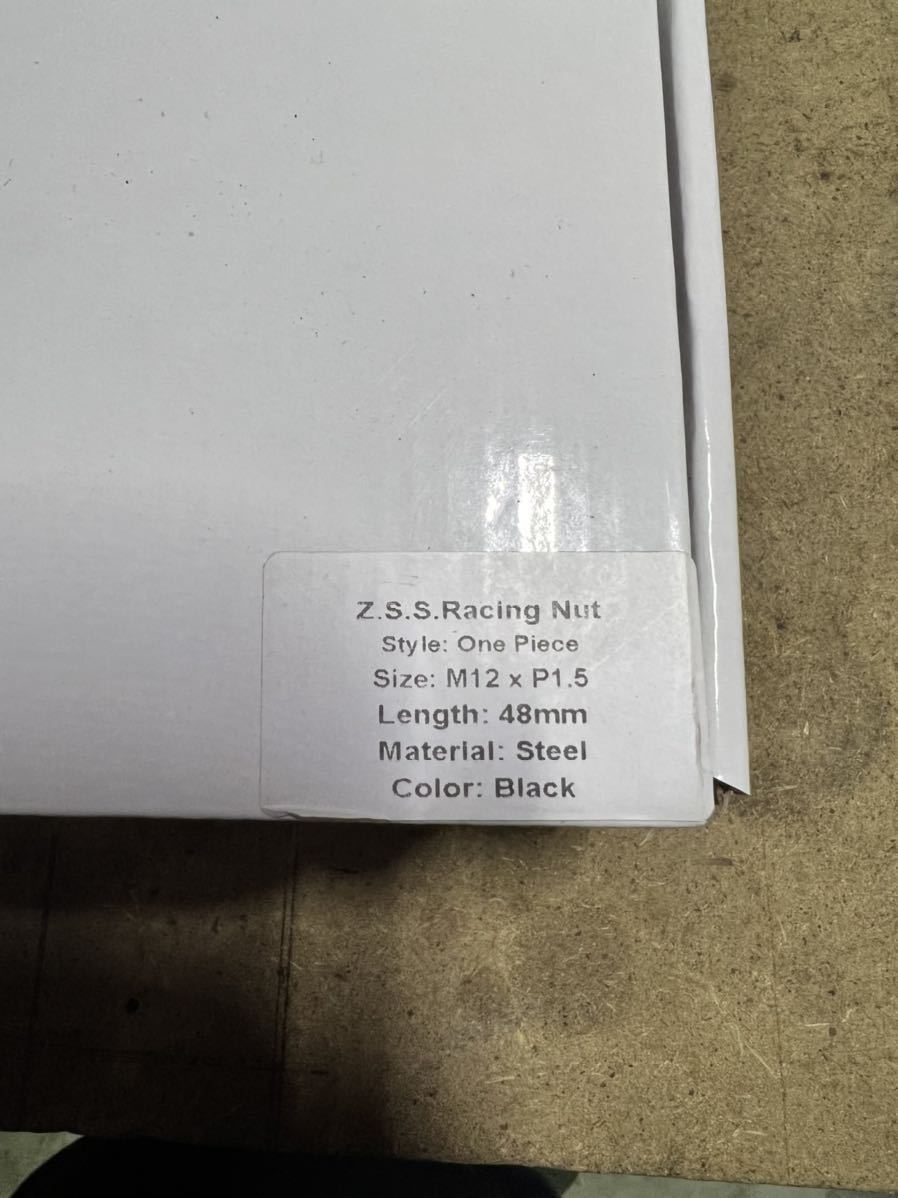 Z.S.S.Racing Nut
Style: One Piece
Size: M12 x P1.5
Length: 48mm
Material: Steel
Color: Black